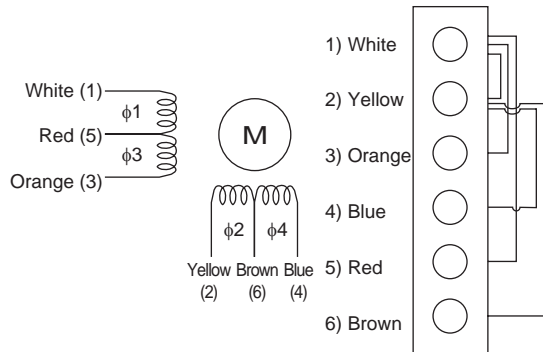 White (1)
ϕ1
Red (5)
ϕ3
Orange (3)
M
ϕ2 ϕ4
Yellow Brown Blue
(2) (6) (4)
1) White
2) Yellow
3) Orange
4) Blue
5) Red
6) Brown